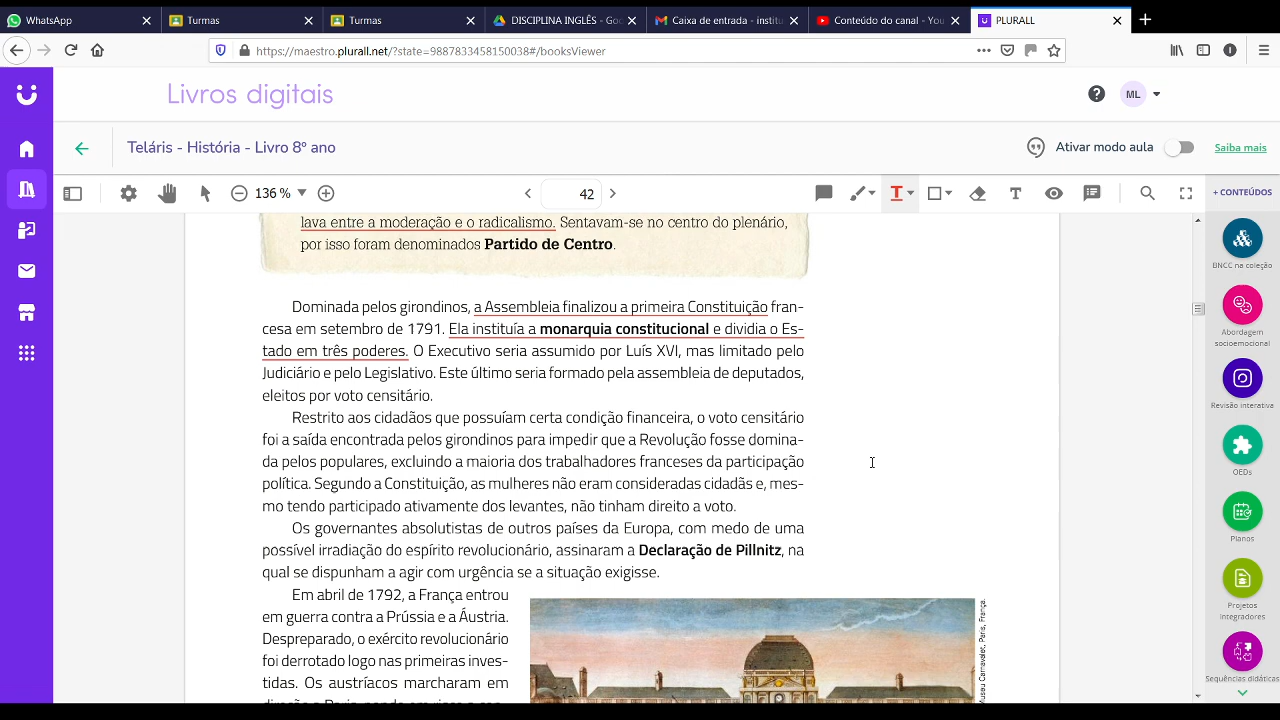 WhatsApp
Turmas
Turmas
DISCIPLINA INGLÊS - Goo
Caixa de entrada - institu
Conteúdo do canal - You
PLURALL
https://maestro.plurall.net/?state=9887833458150038#/booksViewer
Livros digitais
ML
Teláris - História - Livro 8º ano
Ativar modo aula
Saiba mais
136 %
42
+ CONTEÚDOS
lava entre a moderação e o radicalismo. Sentavam-se no centro do plenário,
por isso foram denominados Partido de Centro.
Dominada pelos girondinos, a Assembleia finalizou a primeira Constituição fran-
cesa em setembro de 1791. Ela instituía a monarquia constitucional e dividia o Es-
tado em três poderes. O Executivo seria assumido por Luís XVI, mas limitado pelo
Judiciário e pelo Legislativo. Este último seria formado pela assembleia de deputados,
eleitos por voto censitário.
Restrito aos cidadãos que possuíam certa condição financeira, o voto censitário
foi a saída encontrada pelos girondinos para impedir que a Revolução fosse domina-
da pelos populares, excluindo a maioria dos trabalhadores franceses da participação
política. Segundo a Constituição, as mulheres não eram consideradas cidadãs e, mes-
mo tendo participado ativamente dos levantes, não tinham direito a voto.
Os governantes absolutistas de outros países da Europa, com medo de uma
possível irradiação do espírito revolucionário, assinaram a Declaração de Pillnitz, na
qual se dispunham a agir com urgência se a situação exigisse.
Em abril de 1792, a França entrou
em guerra contra a Prússia e a Áustria.
Despreparado, o exército revolucionário
foi derrotado logo nas primeiras inves-
tidas. Os austríacos marcharam em
Museu Carnavalet, Paris, França.
BNCC na coleção
Abordagem
socioemocional
Revisão interativa
OEDs
Planos
Projetos
Integradores
Sequências didáticas